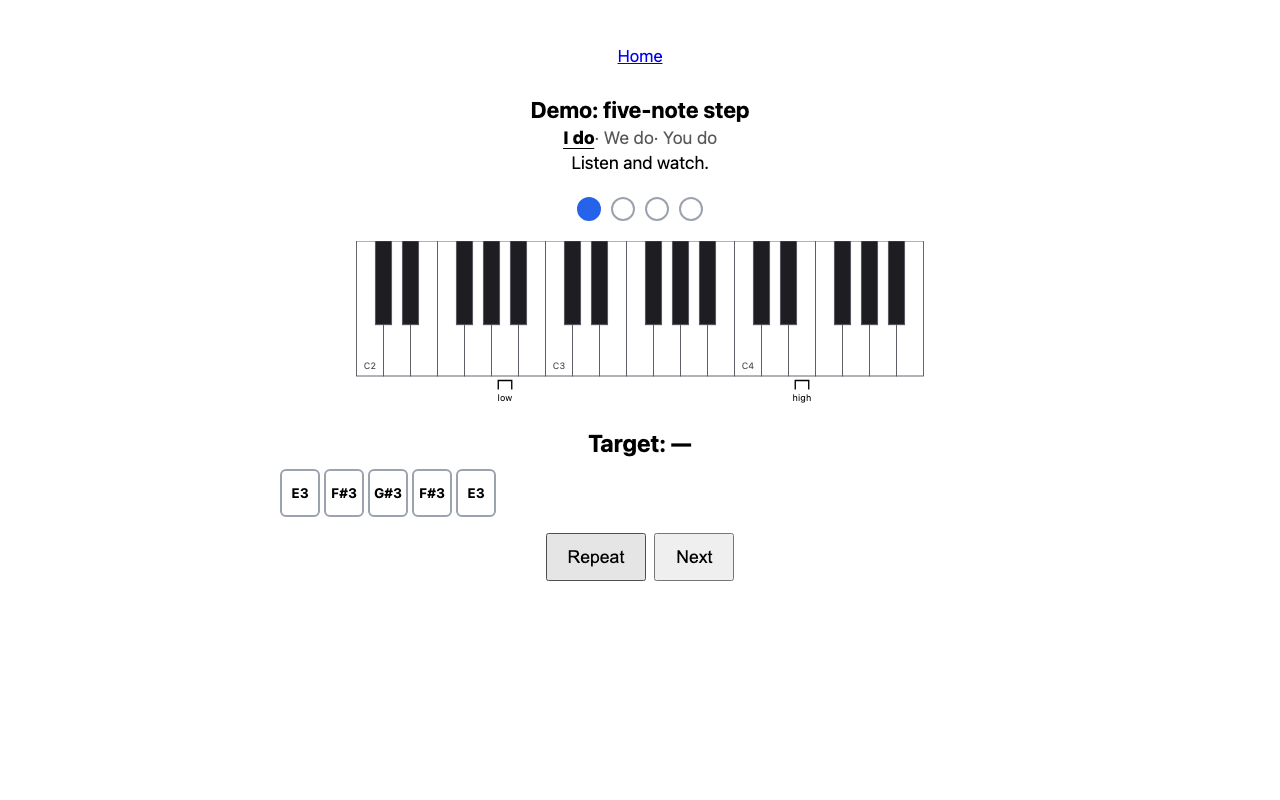 Home
Demo: five-note step
I do· We do· You do
Listen and watch.
C2 C3 C4
low high
Target: —
E3 F#3 G#3 F#3 E3
Repeat Next